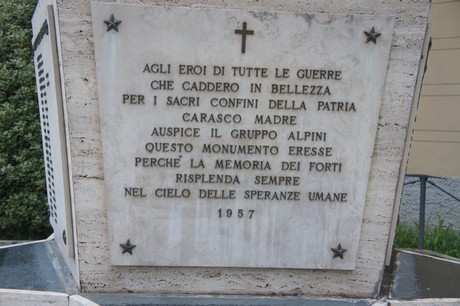 AGLI EROI DI TUTTE LE GUERRE
CHE CADDERO IN BELLEZZA
PER I SACRI CONFINI DELLA PATRIA
CARASCO MADRE
AUSPICE IL GRUPPO ALPINI
QUESTO MONUMENTO ERESSE
PERCHÈ LA MEMORIA DEI FORTI
RISPLENDA SEMPRE
NEL CIELO DELLE SPERANZE UMANE
1957